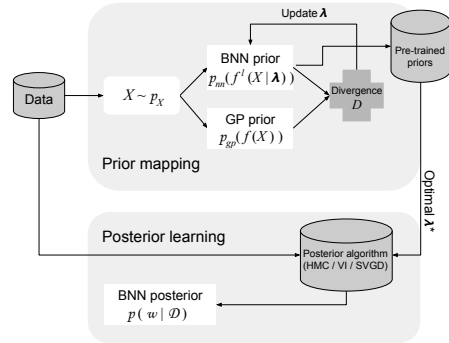 Update λ
BNN prior
p_nn(f^l(X | λ))
Pre-trained
priors
Data
X ~ p_X
Divergence
D
GP prior
p_gp(f(X))
Prior mapping
Optimal λ*
Posterior learning
Posterior algorithm
(HMC / VI / SVGD)
BNN posterior
p( w | 𝒟)